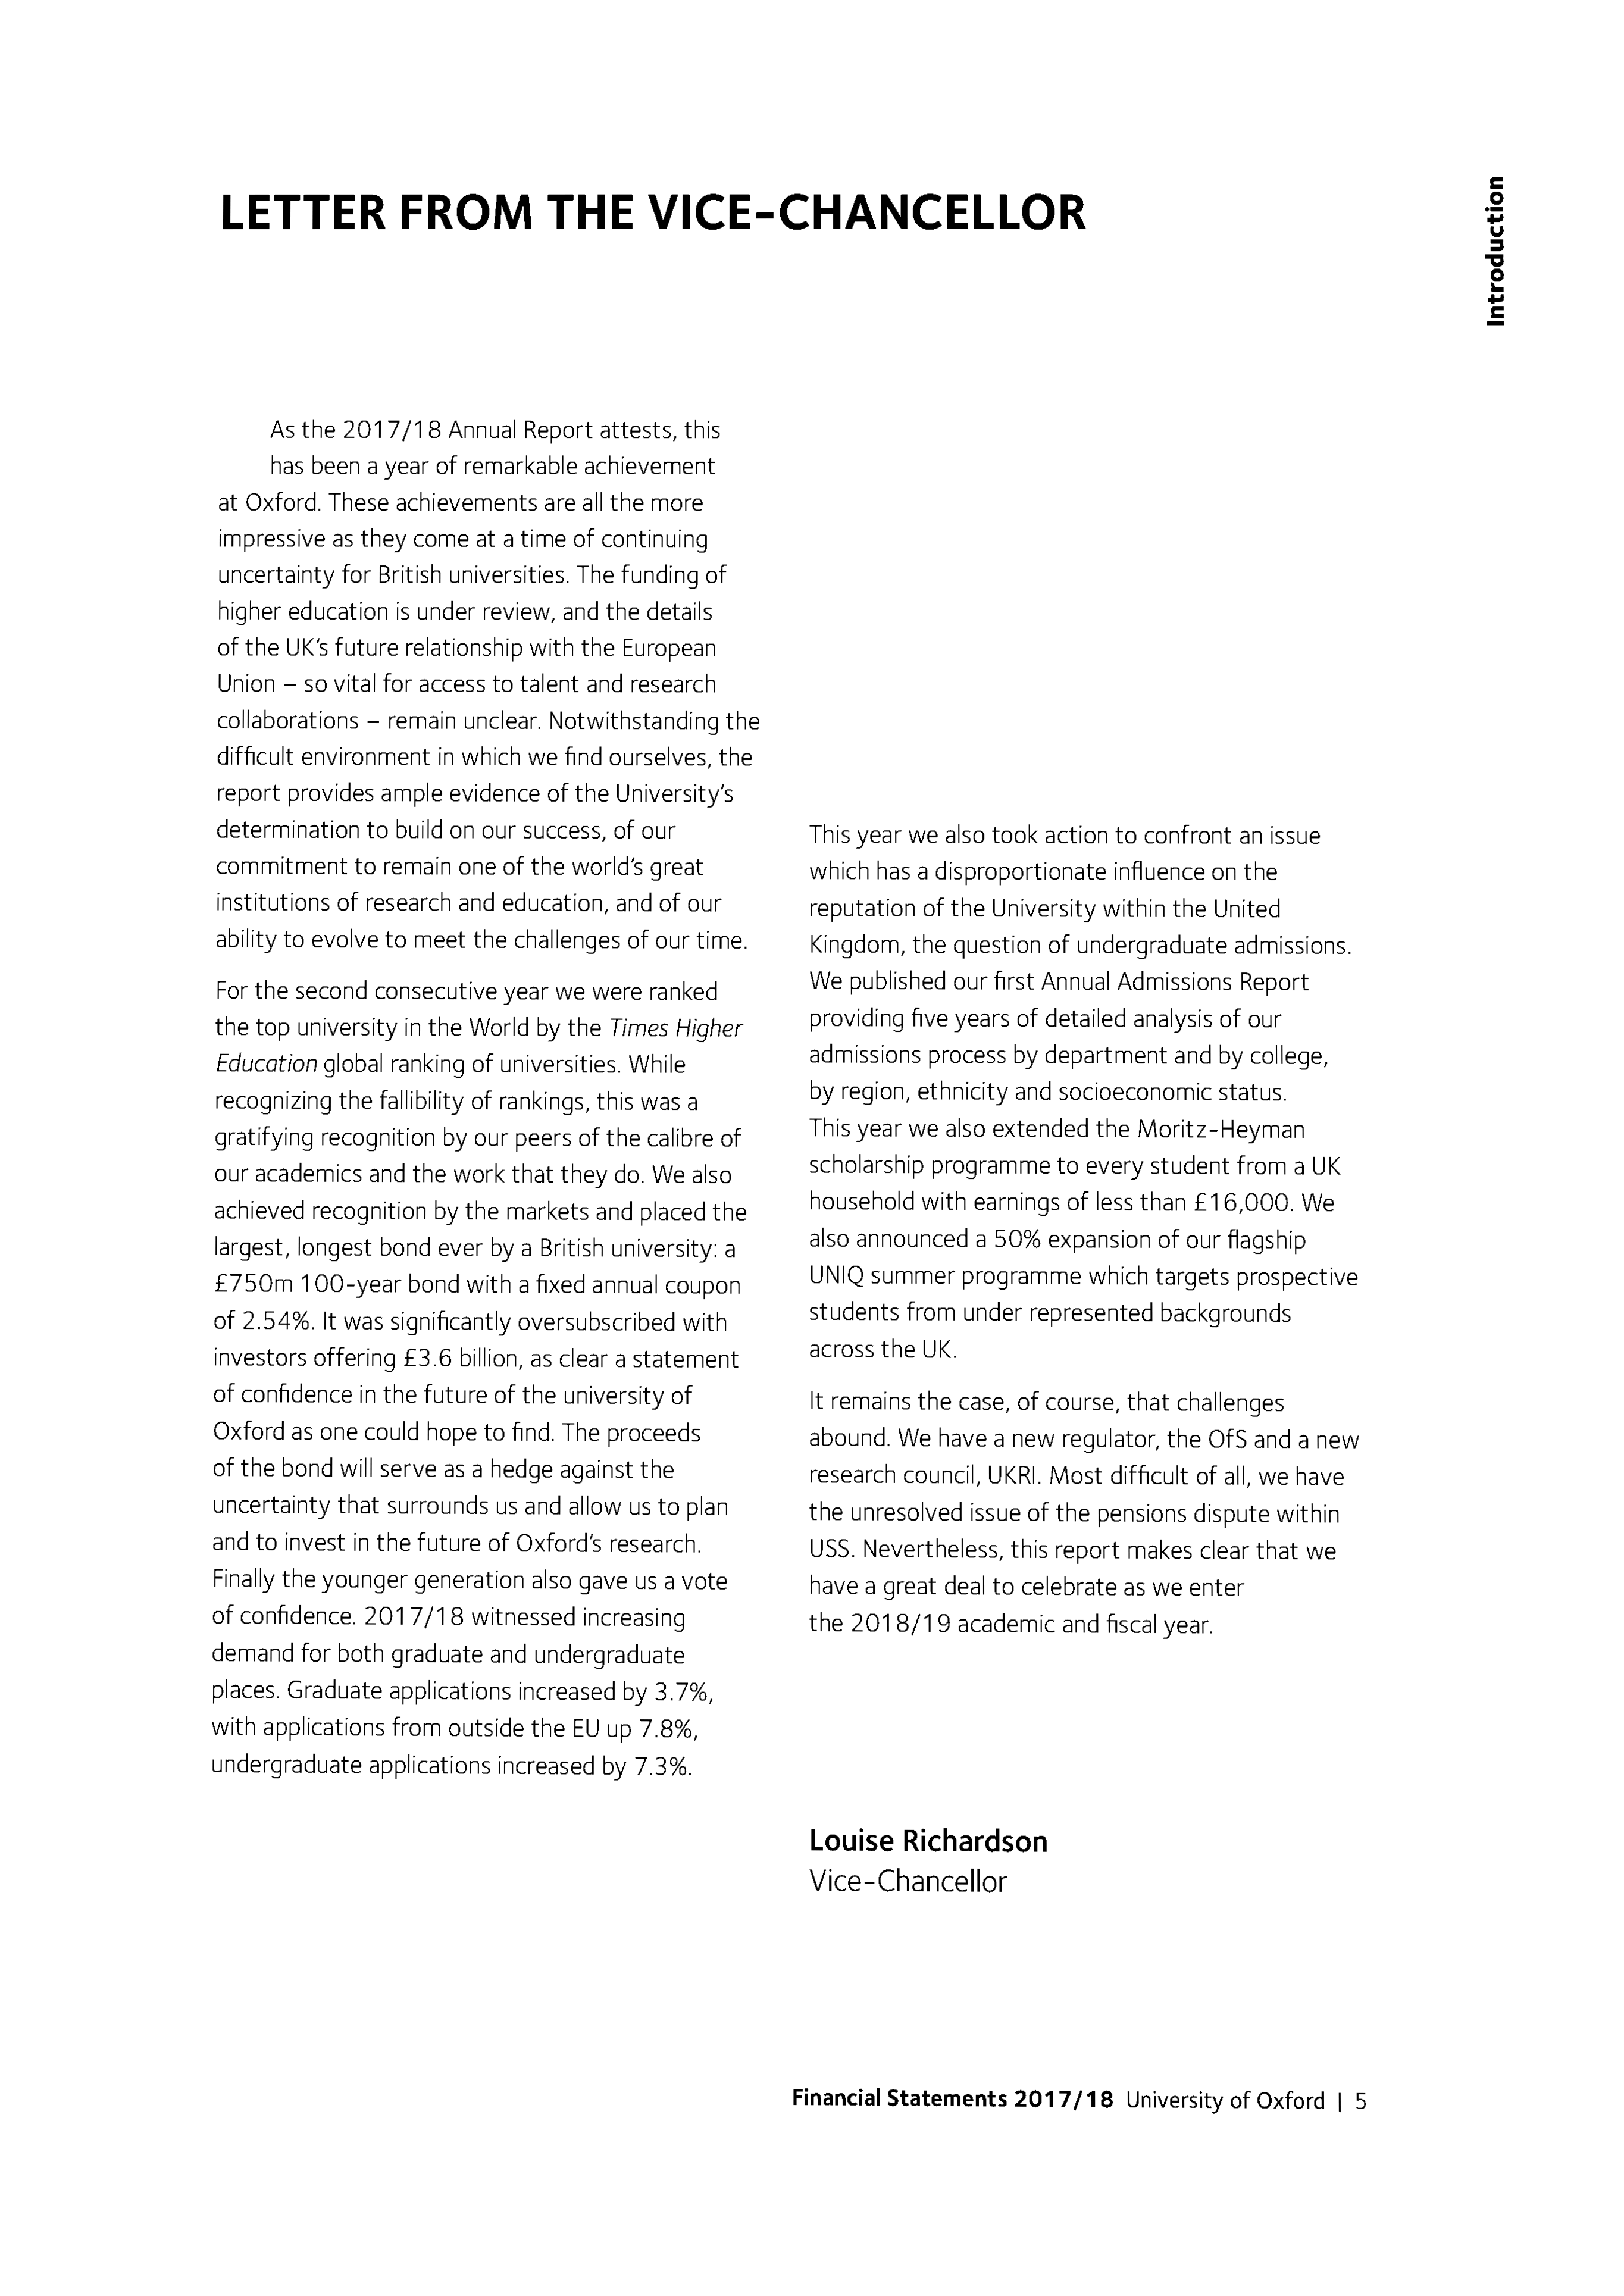 LETTER FROM THE VICE-CHANCELLOR
Introduction
As the 2017/18 Annual Report attests, this
has been a year of remarkable achievement
at Oxford. These achievements are all the more
impressive as they come at a time of continuing
uncertainty for British universities. The funding of
higher education is under review, and the details
of the UK's future relationship with the European
Union – so vital for access to talent and research
collaborations – remain unclear. Notwithstanding the
difficult environment in which we find ourselves, the
report provides ample evidence of the University's
determination to build on our success, of our
commitment to remain one of the world's great
institutions of research and education, and of our
ability to evolve to meet the challenges of our time.
For the second consecutive year we were ranked
the top university in the World by the Times Higher
Education global ranking of universities. While
recognizing the fallibility of rankings, this was a
gratifying recognition by our peers of the calibre of
our academics and the work that they do. We also
achieved recognition by the markets and placed the
largest, longest bond ever by a British university: a
£750m 100-year bond with a fixed annual coupon
of 2.54%. It was significantly oversubscribed with
investors offering £3.6 billion, as clear a statement
of confidence in the future of the university of
Oxford as one could hope to find. The proceeds
of the bond will serve as a hedge against the
uncertainty that surrounds us and allow us to plan
and to invest in the future of Oxford's research.
Finally the younger generation also gave us a vote
of confidence. 2017/18 witnessed increasing
demand for both graduate and undergraduate
places. Graduate applications increased by 3.7%,
with applications from outside the EU up 7.8%,
undergraduate applications increased by 7.3%.
This year we also took action to confront an issue
which has a disproportionate influence on the
reputation of the University within the United
Kingdom, the question of undergraduate admissions.
We published our first Annual Admissions Report
providing five years of detailed analysis of our
admissions process by department and by college,
by region, ethnicity and socioeconomic status.
This year we also extended the Moritz-Heyman
scholarship programme to every student from a UK
household with earnings of less than £16,000. We
also announced a 50% expansion of our flagship
UNIQ summer programme which targets prospective
students from under represented backgrounds
across the UK.
It remains the case, of course, that challenges
abound. We have a new regulator, the OfS and a new
research council, UKRI. Most difficult of all, we have
the unresolved issue of the pensions dispute within
USS. Nevertheless, this report makes clear that we
have a great deal to celebrate as we enter
the 2018/19 academic and fiscal year.
Louise Richardson
Vice-Chancellor
Financial Statements 2017/18 University of Oxford | 5